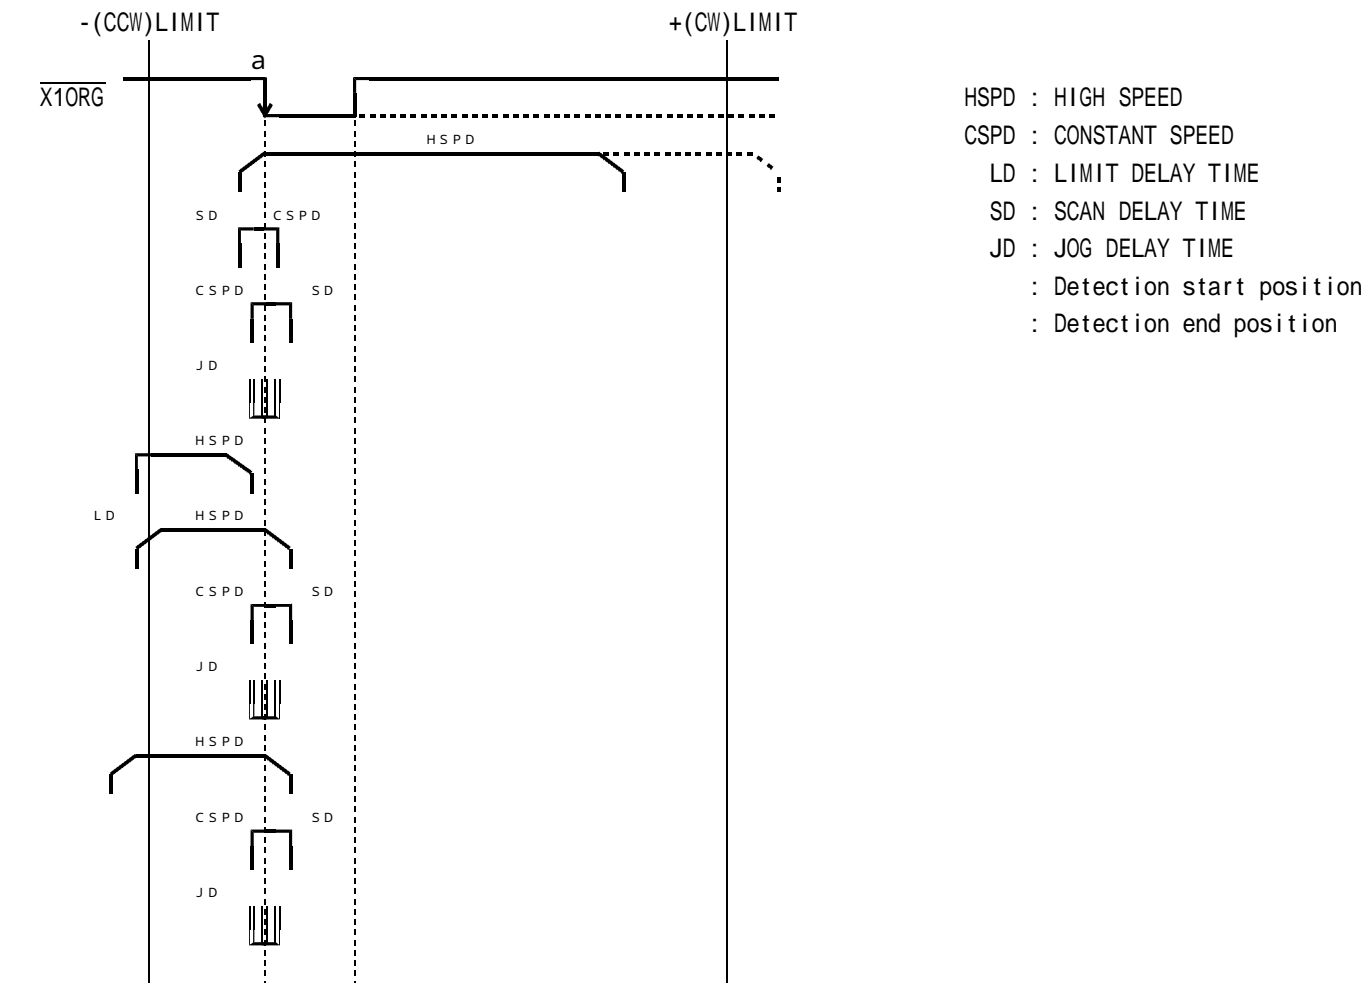 -(CCW)LIMIT
+(CW)LIMIT
a
X1ORG
HSPD
SD CSPD
CSPD SD
JD
HSPD
LD HSPD
CSPD SD
JD
HSPD
CSPD SD
JD
HSPD : HIGH SPEED
CSPD : CONSTANT SPEED
LD : LIMIT DELAY TIME
SD : SCAN DELAY TIME
JD : JOG DELAY TIME
: Detection start position
: Detection end position